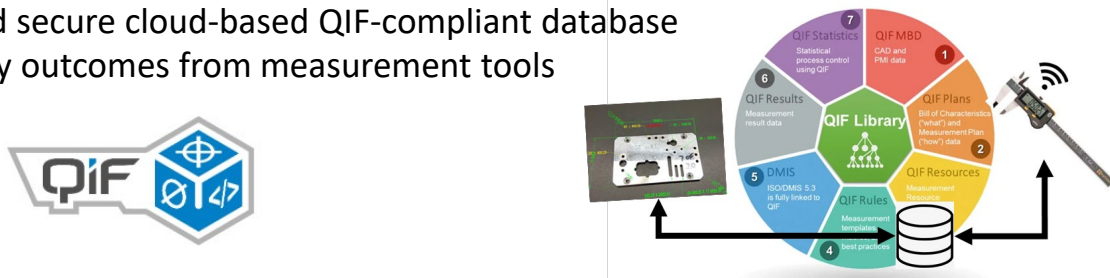 d secure cloud-based QIF-compliant database
y outcomes from measurement tools
QiF
7
QIF Statistics
Statistical
process control
using QIF
QIF MBD
CAD and
PMI data
1
6
QIF Results
Measurement
result data
QIF Plans
Bill of Characteristics
("what") and
Measurement Plan
("how") data
2
QIF Library
5
DMIS
ISO/DMIS 5.3
is fully linked to
QIF
QIF Resources
Measurement
Resource
QIF Rules
Measurement
templates
best practices
4